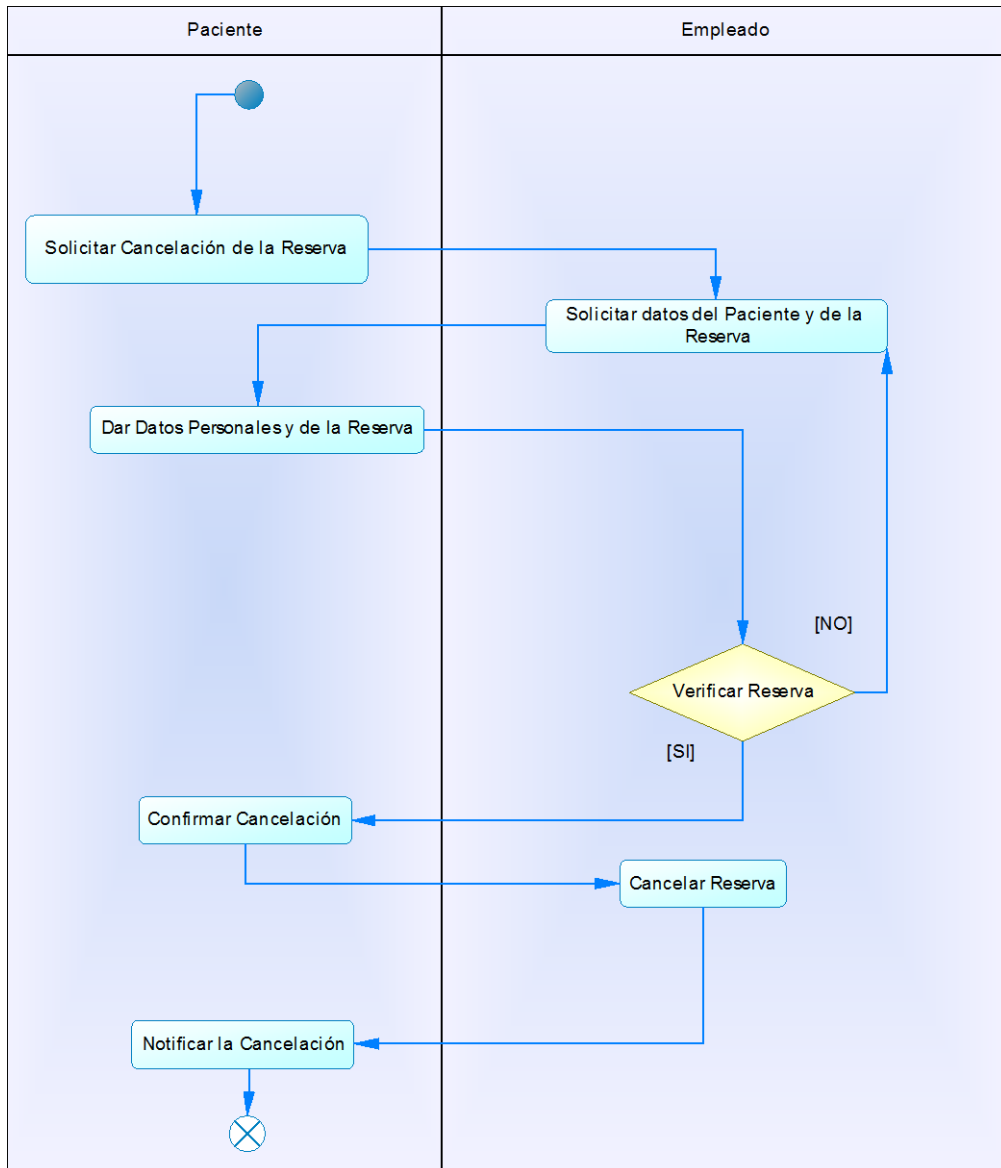 Paciente
Empleado
Solicitar Cancelación de la Reserva
Solicitar datos del Paciente y de la
Reserva
Dar Datos Personales y de la Reserva
[NO]
Verificar Reserva
[SI]
Confirmar Cancelación
Cancelar Reserva
Notificar la Cancelación